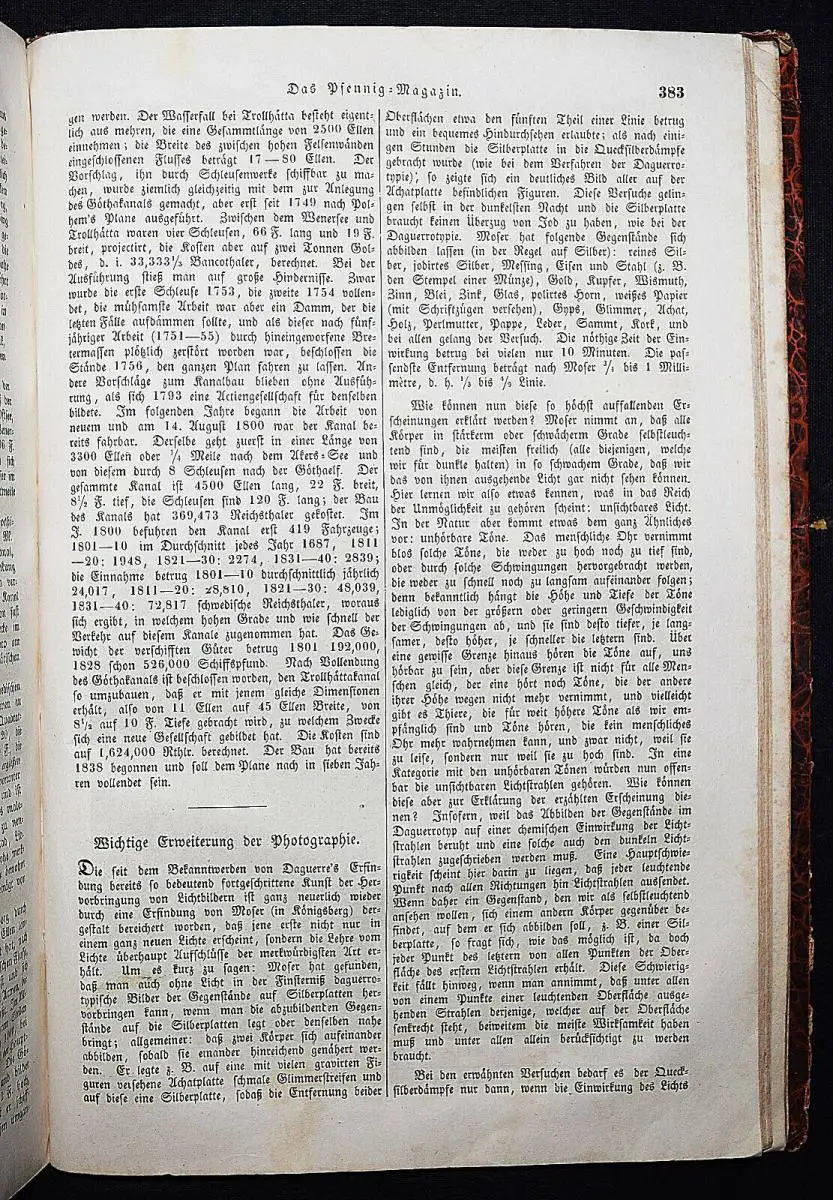 Das Pfennig-Magazin.
383
gen werden. Der Wasserfall bei Trollhätta besteht eigent-
lich aus mehren, die eine Gesammtlänge von 2500 Ellen
einnehmen; die Breite des zwischen hohen Felsenwänden
eingeschlossenen Flusses beträgt 17—80 Ellen. Der
Vorschlag, ihn durch Schleusenwerke schiffbar zu ma-
chen, wurde ziemlich gleichzeitig mit dem zur Anlegung
des Göthakanals gemacht, aber erst seit 1749 nach Pol-
hem's Plane ausgeführt. Zwischen dem Wenersee und
Trollhätta waren vier Schleusen, 66 F. lang und 19 F.
breit, projectirt, die Kosten aber auf zwei Tonnen Gol-
des, d. i. 33,333⅓ Bancothaler, berechnet. Bei der
Ausführung stieß man auf große Hindernisse. Zwar
wurde die erste Schleuse 1753, die zweite 1754 vollen-
det, die mühsamste Arbeit war aber ein Damm, der die
letzten Fälle aufdämmen sollte, und als dieser nach fünf-
jähriger Arbeit (1751—55) durch hineingeworfene Bre-
termassen plötzlich zerstört worden war, beschlossen die
Stände 1756, den ganzen Plan fahren zu lassen. An-
dere Vorschläge zum Kanalbau blieben ohne Ausfüh-
rung, als sich 1793 eine Actiengesellschaft für denselben
bildete. Im folgenden Jahre begann die Arbeit von
neuem und am 14. August 1800 war der Kanal be-
reits fahrbar. Derselbe geht zuerst in einer Länge von
3300 Ellen oder ¼ Meile nach dem Akers-See und
von diesem durch 8 Schleusen nach der Göthaelf. Der
gesammte Kanal ist 4500 Ellen lang, 22 F. breit,
8½ F. tief, die Schleusen sind 120 F. lang; der Bau
des Kanals hat 369,473 Reichsthaler gekostet. Im
J. 1800 befuhren den Kanal erst 419 Fahrzeuge;
1801—10 im Durchschnitt jedes Jahr 1687, 1811
—20: 1948, 1821—30: 2274, 1831—40: 2839;
die Einnahme betrug 1801—10 durchschnittlich jährlich
24,017, 1811—20: 28,810, 1821—30: 48,039,
1831—40: 72,817 schwedische Reichsthaler, woraus
sich ergibt, in welchem hohen Grade und wie schnell der
Verkehr auf diesem Kanale zugenommen hat. Das Ge-
wicht der verschifften Güter betrug 1801 192,000,
1828 schon 526,000 Schiffspfund. Nach Vollendung
des Göthakanals ist beschlossen worden, den Trollhättakanal
so umzubauen, daß er mit jenem gleiche Dimensionen
erhält, also von 11 Ellen auf 45 Ellen Breite, von
8½ auf 10 F. Tiefe gebracht wird, zu welchem Zwecke
sich eine neue Gesellschaft gebildet hat. Die Kosten sind
auf 1,624,000 Rthlr. berechnet. Der Bau hat bereits
1838 begonnen und soll dem Plane nach in sieben Jah-
ren vollendet sein.
Wichtige Erweiterung der Photographie.
Die seit dem Bekanntwerden von Daguerre's Erfin-
dung bereits so bedeutend fortgeschrittene Kunst der Her-
vorbringung von Lichtbildern ist ganz neuerlich wieder
durch eine Erfindung von Moser (in Königsberg) der-
gestalt bereichert worden, daß jene erste nicht nur in
einem ganz neuen Lichte erscheint, sondern die Lehre vom
Lichte überhaupt Aufschlüsse der merkwürdigsten Art er-
hält. Um es kurz zu sagen: Moser hat gefunden,
daß man auch ohne Licht in der Finsterniß daguerro-
typische Bilder der Gegenstände auf Silberplatten her-
vorbringen kann, wenn man die abzubildenden Gegen-
stände auf die Silberplatten legt oder denselben nahe
bringt; allgemeiner: daß zwei Körper sich aufeinander
abbilden, sobald sie einander hinreichend genähert wer-
den. Er legte z. B. auf eine mit vielen gravirten Fi-
guren versehene Achatplatte schmale Glimmerstreifen und
auf diese eine Silberplatte, sodaß die Entfernung beider
Oberflächen etwa den fünften Theil einer Linie betrug
und ein bequemes Hindurchsehen erlaubte; als nach eini-
gen Stunden die Silberplatte in die Quecksilberdämpfe
gebracht wurde (wie bei dem Verfahren der Daguerro-
typie), so zeigte sich ein deutliches Bild aller auf der
Achatplatte befindlichen Figuren. Diese Versuche gelin-
gen selbst in der dunkelsten Nacht und die Silberplatte
braucht keinen Überzug von Jod zu haben, wie bei der
Daguerrotypie. Moser hat folgende Gegenstände sich
abbilden lassen (in der Regel auf Silber): reines Sil-
ber, jodirtes Silber, Messing, Eisen und Stahl (z. B.
den Stempel einer Münze), Gold, Kupfer, Wismuth,
Zinn, Blei, Zink, Glas, polirtes Horn, weißes Papier
(mit Schriftzügen versehen), Gyps, Glimmer, Achat,
Holz, Perlmutter, Pappe, Leder, Sammt, Kork, und
bei allen gelang der Versuch. Die nöthige Zeit der Ein-
wirkung betrug bei vielen nur 10 Minuten. Die pas-
sendste Entfernung beträgt nach Moser bis 1 Milli-
mètre, d. h. bis Linie.
Wie können nun diese so höchst auffallenden Er-
scheinungen erklärt werden? Moser nimmt an, daß alle
Körper in stärkerm oder schwächerm Grade selbstleuch-
tend sind, die meisten freilich (alle diejenigen, welche
wir für dunkle halten) in so schwachem Grade, daß wir
das von ihnen ausgehende Licht gar nicht sehen können.
Hier lernen wir also etwas kennen, was in das Reich
der Unmöglichkeit zu gehören scheint: unsichtbares Licht.
In der Natur aber kommt etwas dem ganz Ähnliches
vor: unhörbare Töne. Das menschliche Ohr vernimmt
blos solche Töne, die weder zu hoch noch zu tief sind,
oder durch solche Schwingungen hervorgebracht werden,
die weder zu schnell noch zu langsam aufeinander folgen;
denn bekanntlich hängt die Höhe und Tiefe der Töne
lediglich von der größern oder geringern Geschwindigkeit
der Schwingungen ab, und sie sind desto tiefer, je lang-
samer, desto höher, je schneller die letztern sind. Über
eine gewisse Grenze hinaus hören die Töne auf, uns
hörbar zu sein, aber diese Grenze ist nicht für alle Men-
schen gleich, der eine hört noch Töne, die der andere
ihrer Höhe wegen nicht mehr vernimmt, und vielleicht
gibt es Thiere, die für weit höhere Töne als wir em-
pfänglich sind und Töne hören, die kein menschliches
Ohr mehr wahrnehmen kann, und zwar nicht, weil sie
zu leise, sondern nur weil sie zu hoch sind. In eine
Kategorie mit den unhörbaren Tönen würden nun offen-
bar die unsichtbaren Lichtstrahlen gehören. Wie können
diese aber zur Erklärung der erzählten Erscheinung die-
nen? Insofern, weil das Abbilden der Gegenstände im
Daguerrotyp auf einer chemischen Einwirkung der Licht-
strahlen beruht und eine solche auch den dunkeln Licht-
strahlen zugeschrieben werden muß. Eine Hauptschwie-
rigkeit scheint hier darin zu liegen, daß jeder leuchtende
Punkt nach allen Richtungen hin Lichtstrahlen aussendet.
Wenn daher ein Gegenstand, den wir als selbstleuchtend
ansehen wollen, sich einem andern Körper gegenüber be-
findet, auf dem er sich abbilden soll, z. B. einer Sil-
berplatte, so fragt sich, wie das möglich ist, da doch
jeder Punkt des letztern von allen Punkten der Ober-
fläche des erstern Lichtstrahlen erhält. Diese Schwierig-
keit fällt hinweg, wenn man annimmt, daß unter allen
von einem Punkte einer leuchtenden Oberfläche ausge-
henden Strahlen derjenige, welcher auf der Oberfläche
senkrecht steht, beiweitem die meiste Wirksamkeit haben
muß und unter allen allein berücksichtigt zu werden
braucht.
Bei den erwähnten Versuchen bedarf es der Queck-
silberdämpfe nur dann, wenn die Einwirkung des Lichts